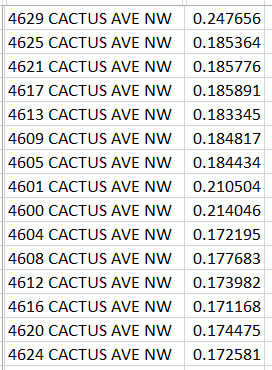 4629 CACTUS AVE NW 0.247656
4625 CACTUS AVE NW 0.185364
4621 CACTUS AVE NW 0.185776
4617 CACTUS AVE NW 0.185891
4613 CACTUS AVE NW 0.183345
4609 CACTUS AVE NW 0.184817
4605 CACTUS AVE NW 0.184434
4601 CACTUS AVE NW 0.210504
4600 CACTUS AVE NW 0.214046
4604 CACTUS AVE NW 0.172195
4608 CACTUS AVE NW 0.177683
4612 CACTUS AVE NW 0.173982
4616 CACTUS AVE NW 0.171168
4620 CACTUS AVE NW 0.174475
4624 CACTUS AVE NW 0.172581